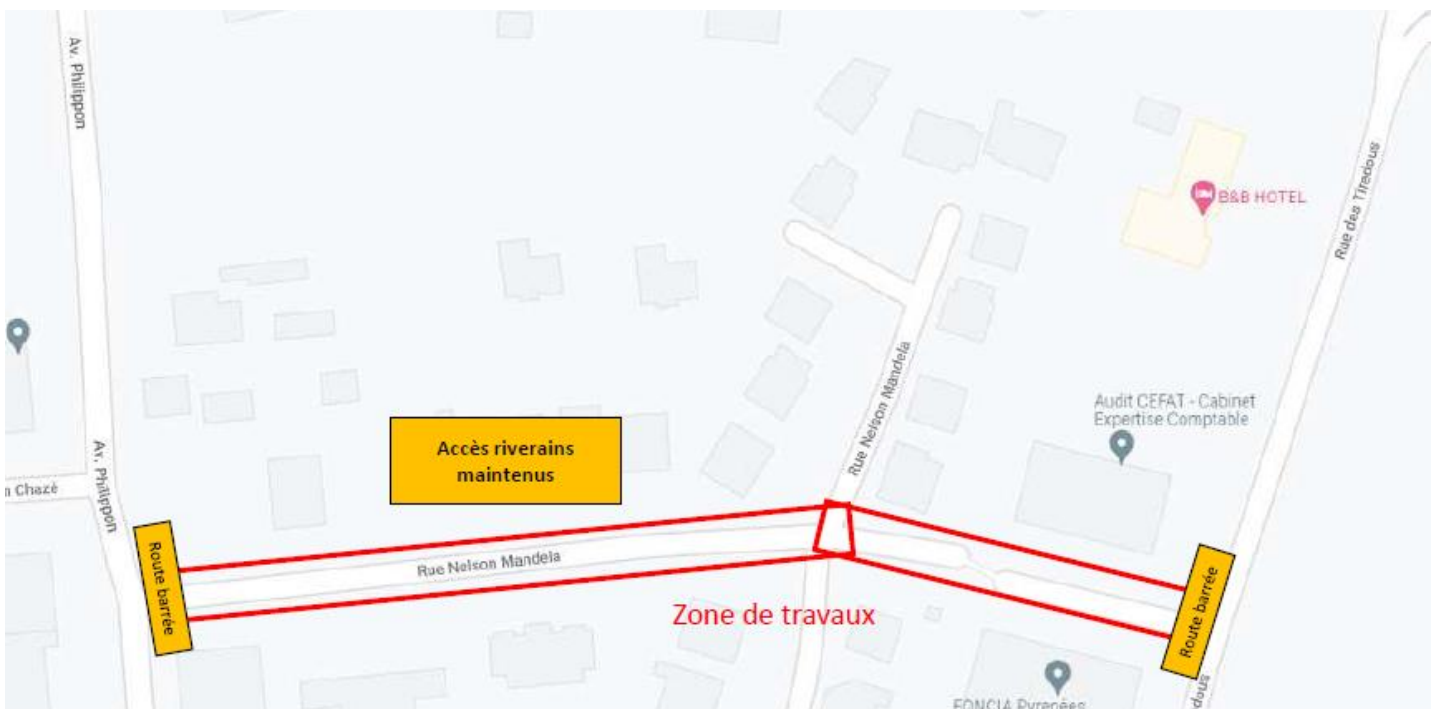 Av. Philippon
B&B HOTEL
Rue des Tiredous
Rue Nelson Mandela
Audit CEFAT - Cabinet
Expertise Comptable
Accès riverains
maintenus
Av. Philippon
n Chazé
Route barrée
Rue Nelson Mandela
Zone de travaux
Route barrée
FONCIA Pyrénées
dous